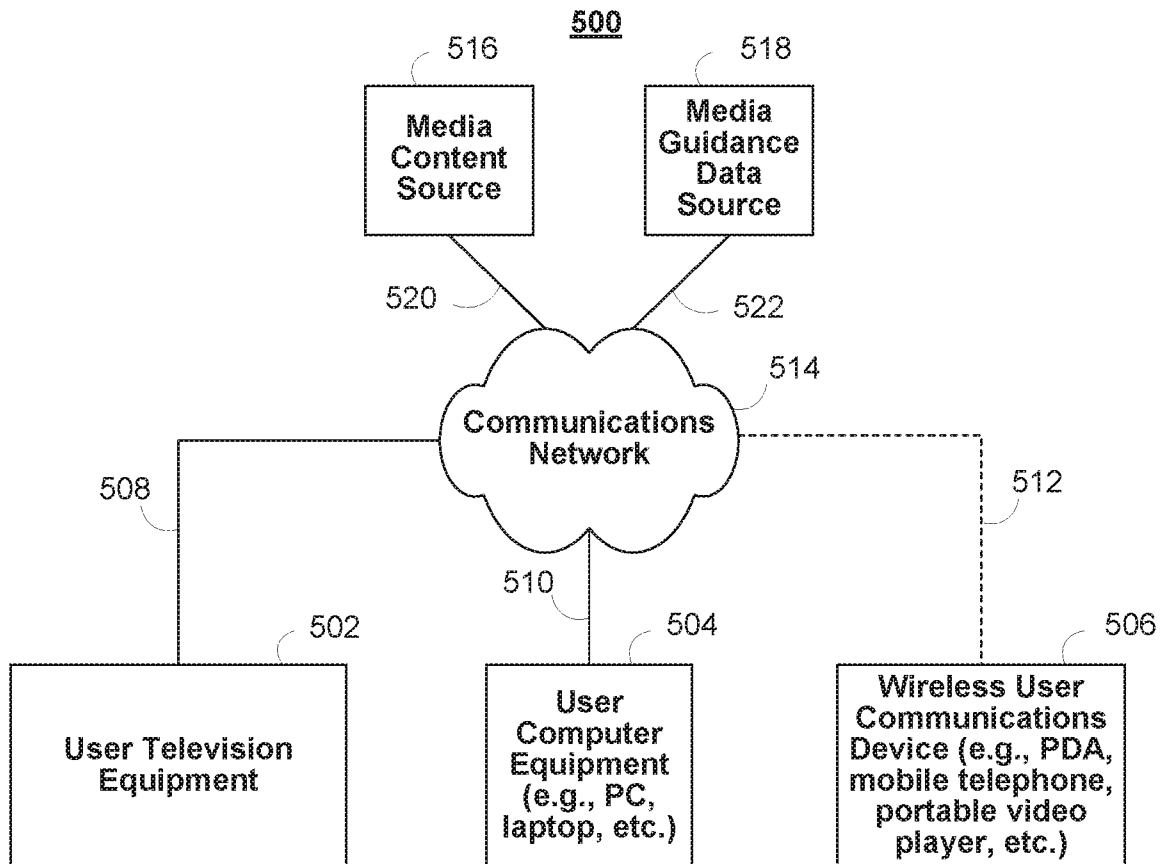 500
516
518
Media
Content
Source
Media
Guidance
Data
Source
520
522
514
Communications
Network
508
512
510
502
504
506
User Television
Equipment
User
Computer
Equipment
(e.g., PC,
laptop, etc.)
Wireless User
Communications
Device (e.g., PDA,
mobile telephone,
portable video
player, etc.)